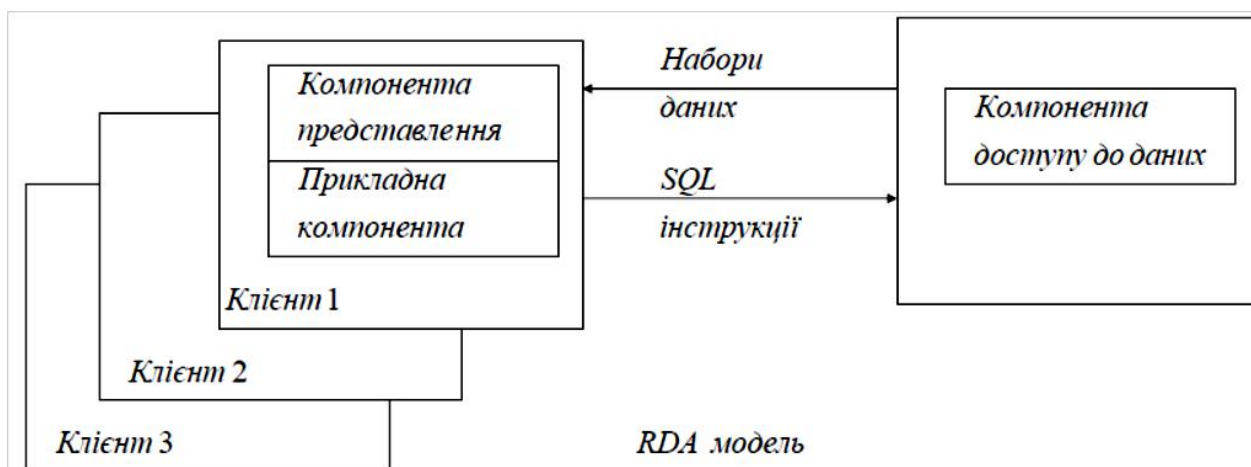 Компонента
представлення
Прикладна
компонента
Клієнт 1
Клієнт 2
Клієнт 3
Набори
даних
SQL
інструкції
Компонента
доступу до даних
RDA модель